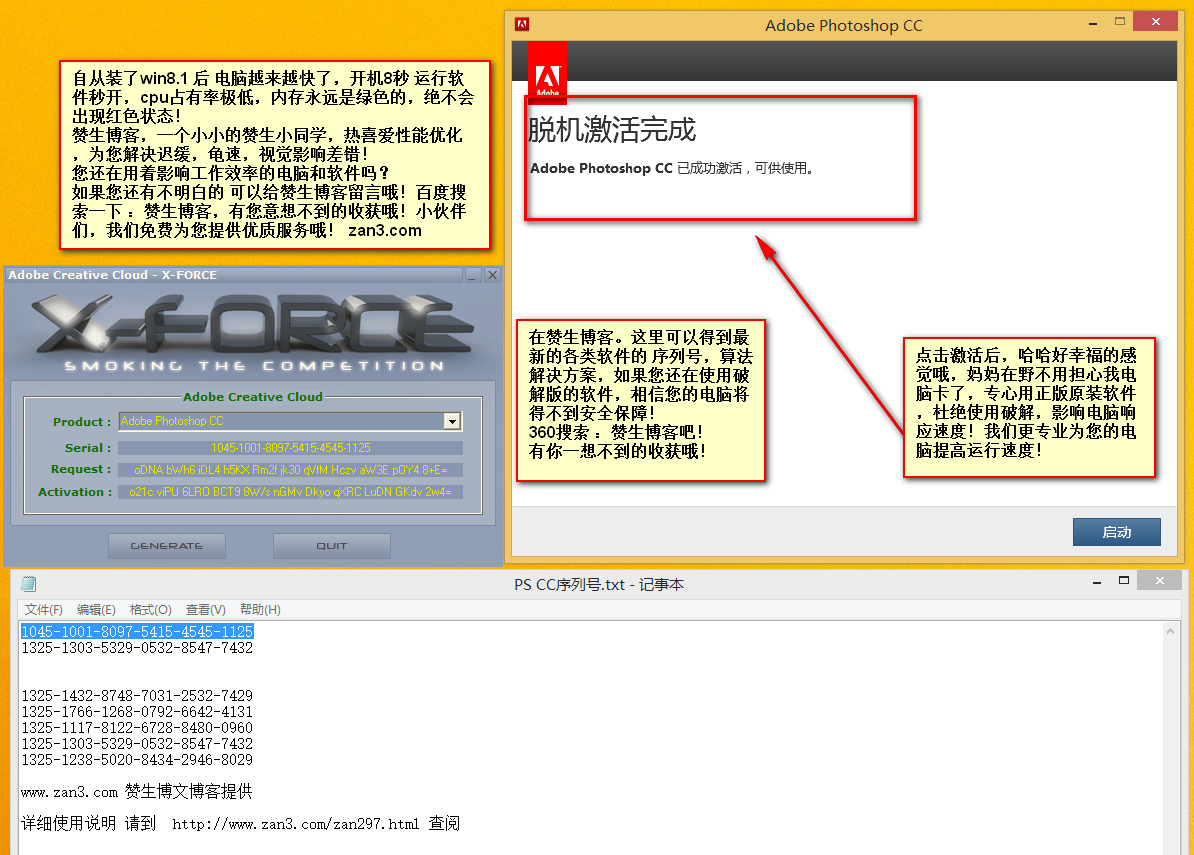 自从装了win8.1 后 电脑越来越快了，开机8秒 运行软
件秒开，cpu占有率极低，内存永远是绿色的，绝不会
出现红色状态！
赞生博客，一个小小的赞生小同学，热喜爱性能优化
，为您解决迟缓，龟速，视觉影响差错！
您还在用着影响工作效率的电脑和软件吗？
如果您还有不明白的 可以给赞生博客留言哦！百度搜
索一下 ：赞生博客，有您意想不到的收获哦！小伙伴
们，我们免费为您提供优质服务哦！ zan3.com
Adobe Photoshop CC
Adobe
脱机激活完成
Adobe Photoshop CC 已成功激活，可供使用。
在赞生博客。这里可以得到最
新的各类软件的 序列号，算法
解决方案，如果您还在使用破
解版的软件，相信您的电脑将
得不到安全保障！
360搜索 ：赞生博客吧！
有你一想不到的收获哦！
点击激活后，哈哈好幸福的感
觉哦，妈妈在野不用担心我电
脑卡了，专心用正版原装软件
，杜绝使用破解，影响电脑响
应速度！我们更专业为您的电
脑提高运行速度！
启动
Adobe Creative Cloud - X-FORCE
X-FORCE
SMOKING THE COMPETITION
Adobe Creative Cloud
Product : Adobe Photoshop CC
Serial : 1045-1001-8097-5415-4545-1125
Request :
Activation :
GENERATE QUIT
PS CC序列号.txt - 记事本
文件(F) 编辑(E) 格式(O) 查看(V) 帮助(H)
1045-1001-8097-5415-4545-1125
1325-1303-5329-0532-8547-7432
1325-1432-8748-7031-2532-7429
1325-1766-1268-0792-6642-4131
1325-1117-8122-6728-8480-0960
1325-1303-5329-0532-8547-7432
1325-1238-5020-8434-2946-8029
www.zan3.com 赞生博文博客提供
详细使用说明 请到 http://www.zan3.com/zan297.html 查阅